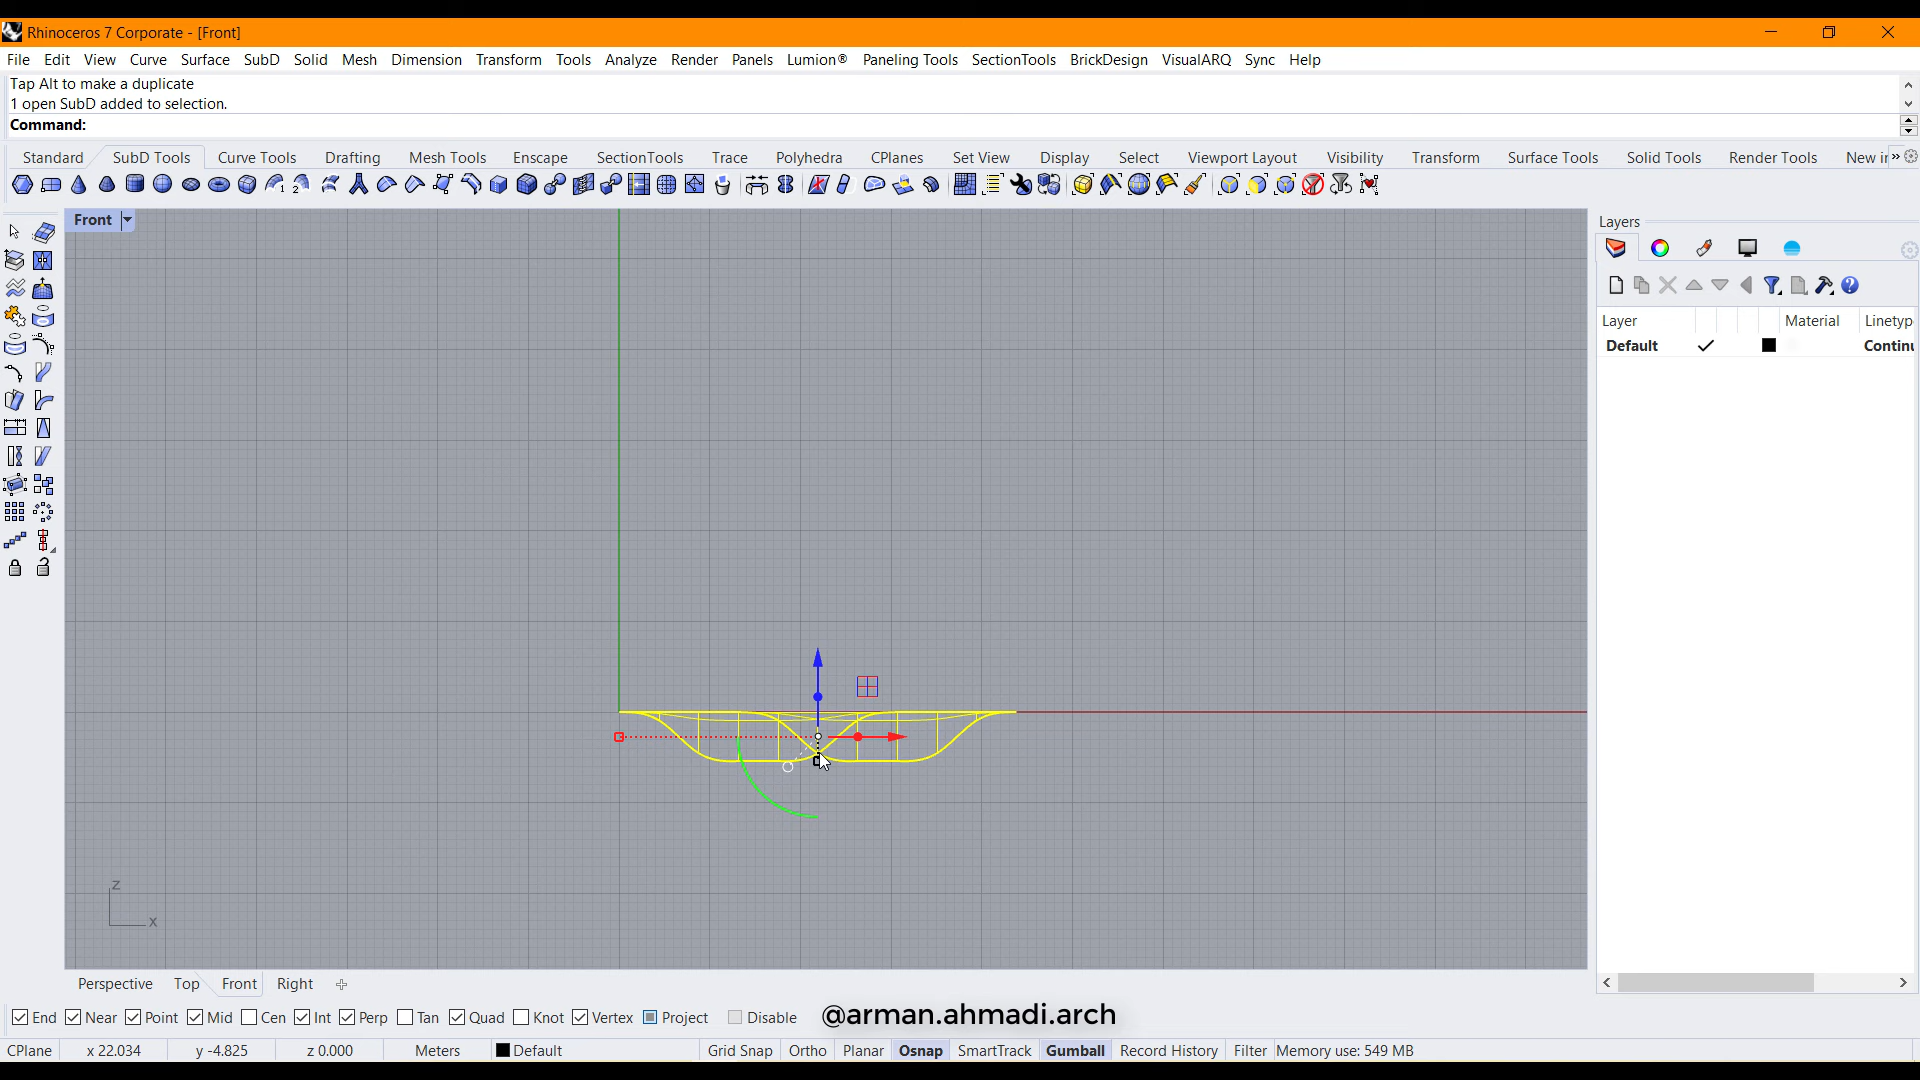 Rhinoceros 7 Corporate - [Front]
File Edit View Curve Surface SubD Solid Mesh Dimension Transform Tools Analyze Render Panels Lumion® Paneling Tools SectionTools BrickDesign VisualARQ Sync Help
Tap Alt to make a duplicate
1 open SubD added to selection.
Command:
Standard SubD Tools Curve Tools Drafting Mesh Tools Enscape SectionTools Trace Polyhedra CPlanes Set View Display Select Viewport Layout Visibility Transform Surface Tools Solid Tools Render Tools New in »
Front
Layers
Layer Material Linetyp
Default Continu
z
x
Perspective Top Front Right
End Near Point Mid Cen Int Perp Tan Quad Knot Vertex Project Disable
@arman.ahmadi.arch
CPlane x 22.034 y -4.825 z 0.000 Meters Default Grid Snap Ortho Planar Osnap SmartTrack Gumball Record History Filter Memory use: 549 MB